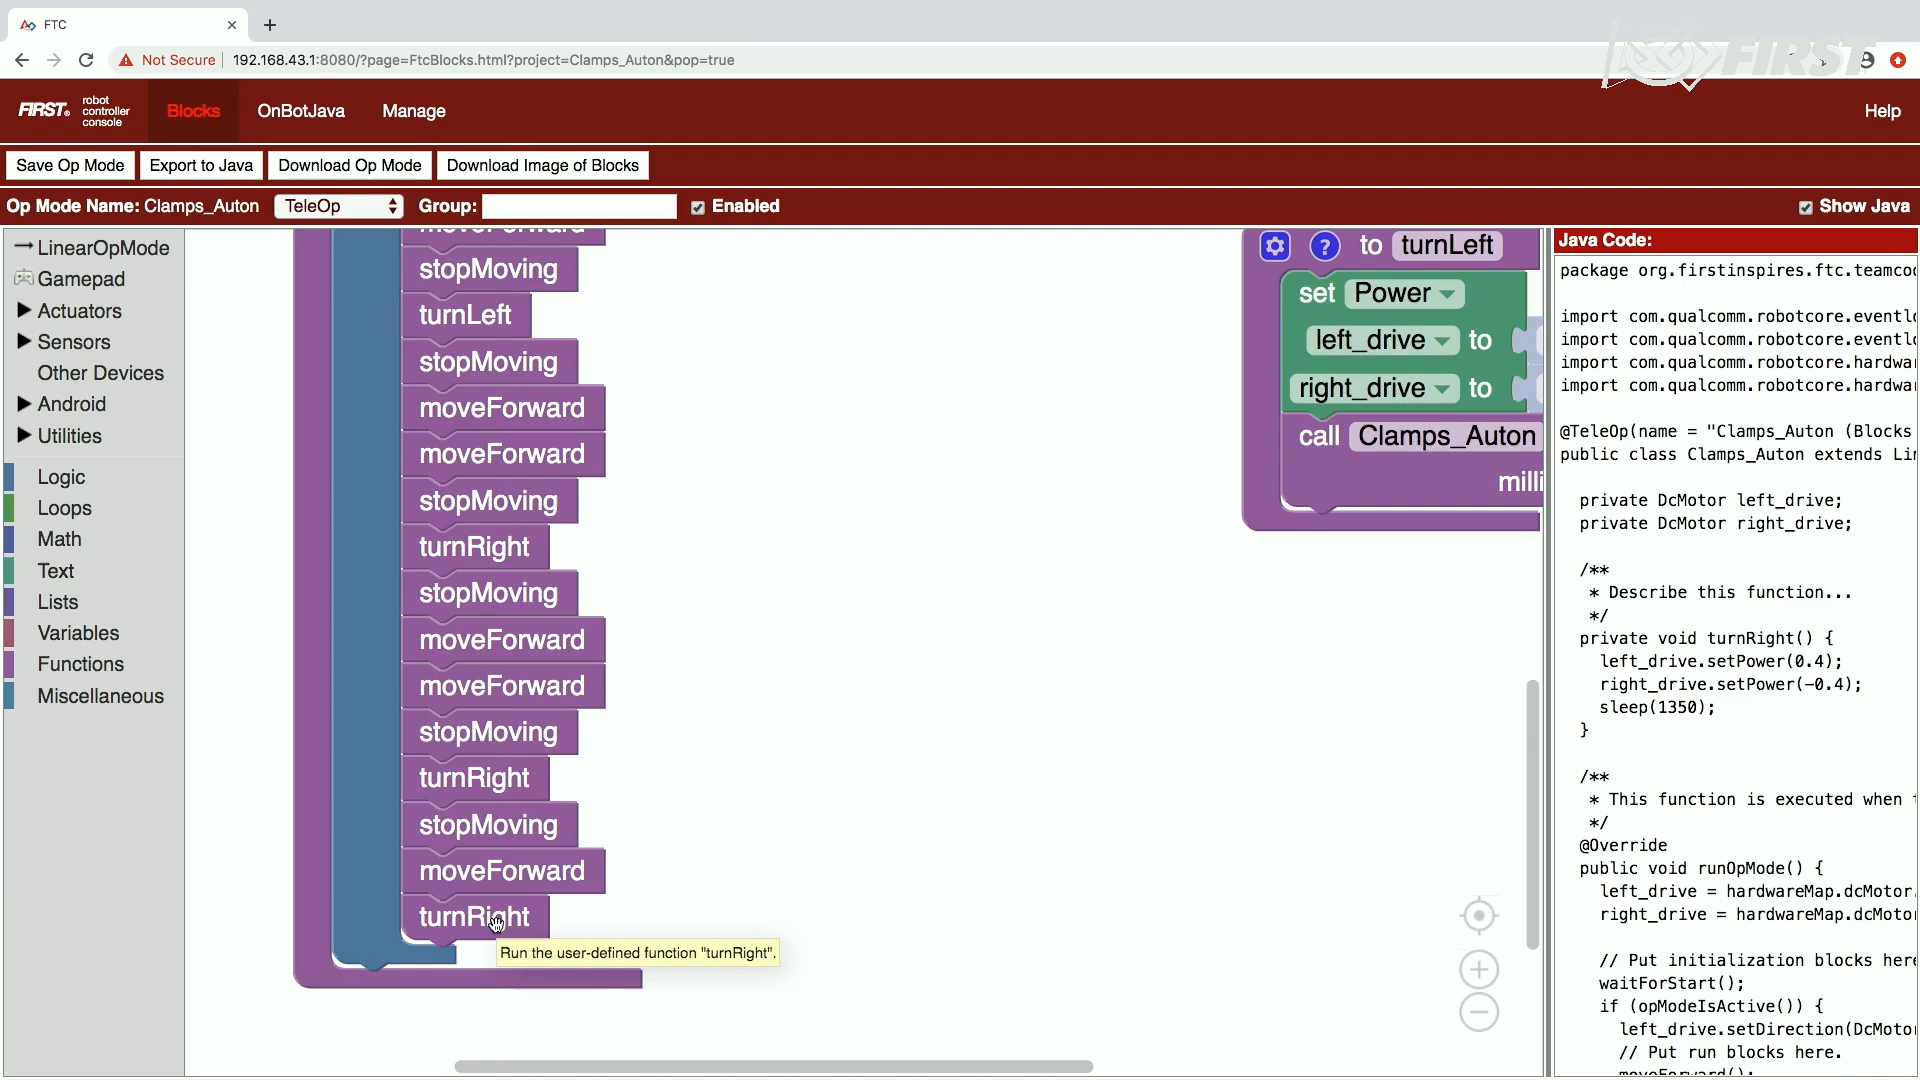 FTC
Not Secure 192.168.43.1:8080/?page=FtcBlocks.html?project=Clamps_Auton&pop=true
FIRST
FIRST® robot controller console Blocks OnBotJava Manage Help
Save Op Mode Export to Java Download Op Mode Download Image of Blocks
Op Mode Name: Clamps_Auton TeleOp Group: Enabled Show Java
LinearOpMode
Gamepad
Actuators
Sensors
Other Devices
Android
Utilities
Logic
Loops
Math
Text
Lists
Variables
Functions
Miscellaneous
moveForward
stopMoving
turnLeft
stopMoving
moveForward
moveForward
stopMoving
turnRight
stopMoving
moveForward
moveForward
stopMoving
turnRight
stopMoving
moveForward
turnRight
Run the user-defined function "turnRight".
? to turnLeft
set Power
left_drive to
right_drive to
call Clamps_Auton
milli
Java Code:
package org.firstinspires.ftc.teamco
import com.qualcomm.robotcore.eventl
import com.qualcomm.robotcore.eventl
import com.qualcomm.robotcore.hardwa
import com.qualcomm.robotcore.hardwa
@TeleOp(name = "Clamps_Auton (Blocks
public class Clamps_Auton extends Li
private DcMotor left_drive;
private DcMotor right_drive;
/**
* Describe this function...
*/
private void turnRight() {
left_drive.setPower(0.4);
right_drive.setPower(-0.4);
sleep(1350);
}
/**
* This function is executed when
*/
@Override
public void runOpMode() {
left_drive = hardwareMap.dcMotor.
right_drive = hardwareMap.dcMoto
// Put initialization blocks here
waitForStart();
if (opModeIsActive()) {
left_drive.setDirection(DcMoto
// Put run blocks here.
moveForward();